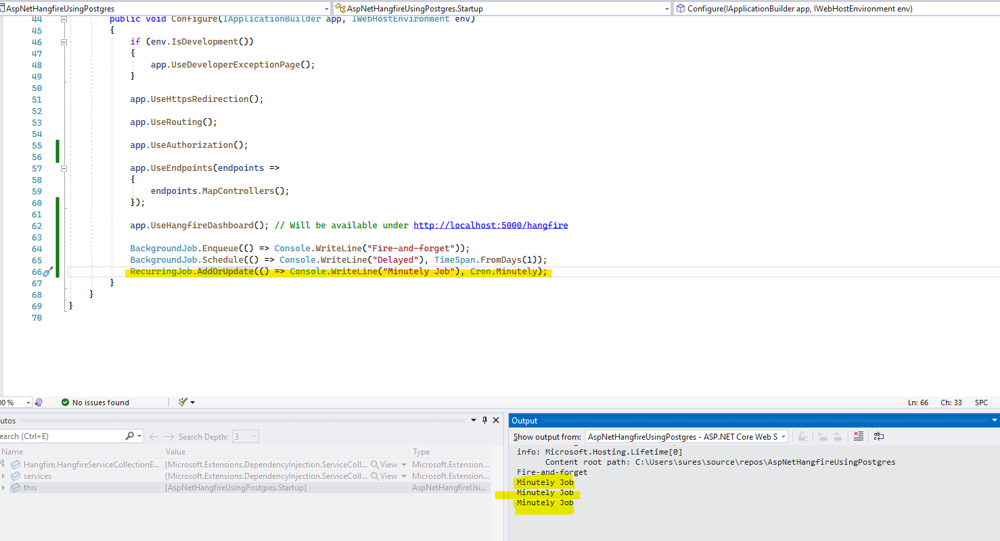 AspNetHangfireUsingPostgres AspNetHangfireUsingPostgres.Startup Configure(IApplicationBuilder app, IWebHostEnvironment env)
44 public void Configure(IApplicationBuilder app, IWebHostEnvironment env)
45 {
46 if (env.IsDevelopment())
47 {
48 app.UseDeveloperExceptionPage();
49 }
50
51 app.UseHttpsRedirection();
52
53 app.UseRouting();
54
55 app.UseAuthorization();
56
57 app.UseEndpoints(endpoints =>
58 {
59 endpoints.MapControllers();
60 });
61
62 app.UseHangfireDashboard(); // Will be available under http://localhost:5000/hangfire
63
64 BackgroundJob.Enqueue(() => Console.WriteLine("Fire-and-forget"));
65 BackgroundJob.Schedule(() => Console.WriteLine("Delayed"), TimeSpan.FromDays(1));
66 RecurringJob.AddOrUpdate(() => Console.WriteLine("Minutely Job"), Cron.Minutely);
67 }
68 }
69 }
70
00 % No issues found Ln: 66 Ch: 33 SPC
utos
earch (Ctrl+E) Search Depth: 3
Name Value Type
Hangfire.HangfireServiceCollectionE... {Microsoft.Extensions.DependencyInjection.ServiceColl... View Microsoft.Extension...
services {Microsoft.Extensions.DependencyInjection.ServiceColl... View Microsoft.Extension...
this {AspNetHangfireUsingPostgres.Startup} AspNetHangfireUsi...
Output
Show output from: AspNetHangfireUsingPostgres - ASP.NET Core Web S
info: Microsoft.Hosting.Lifetime[0]
Content root path: C:\Users\sures\source\repos\AspNetHangfireUsingPostgres
Fire-and-forget
Minutely Job
Minutely Job
Minutely Job